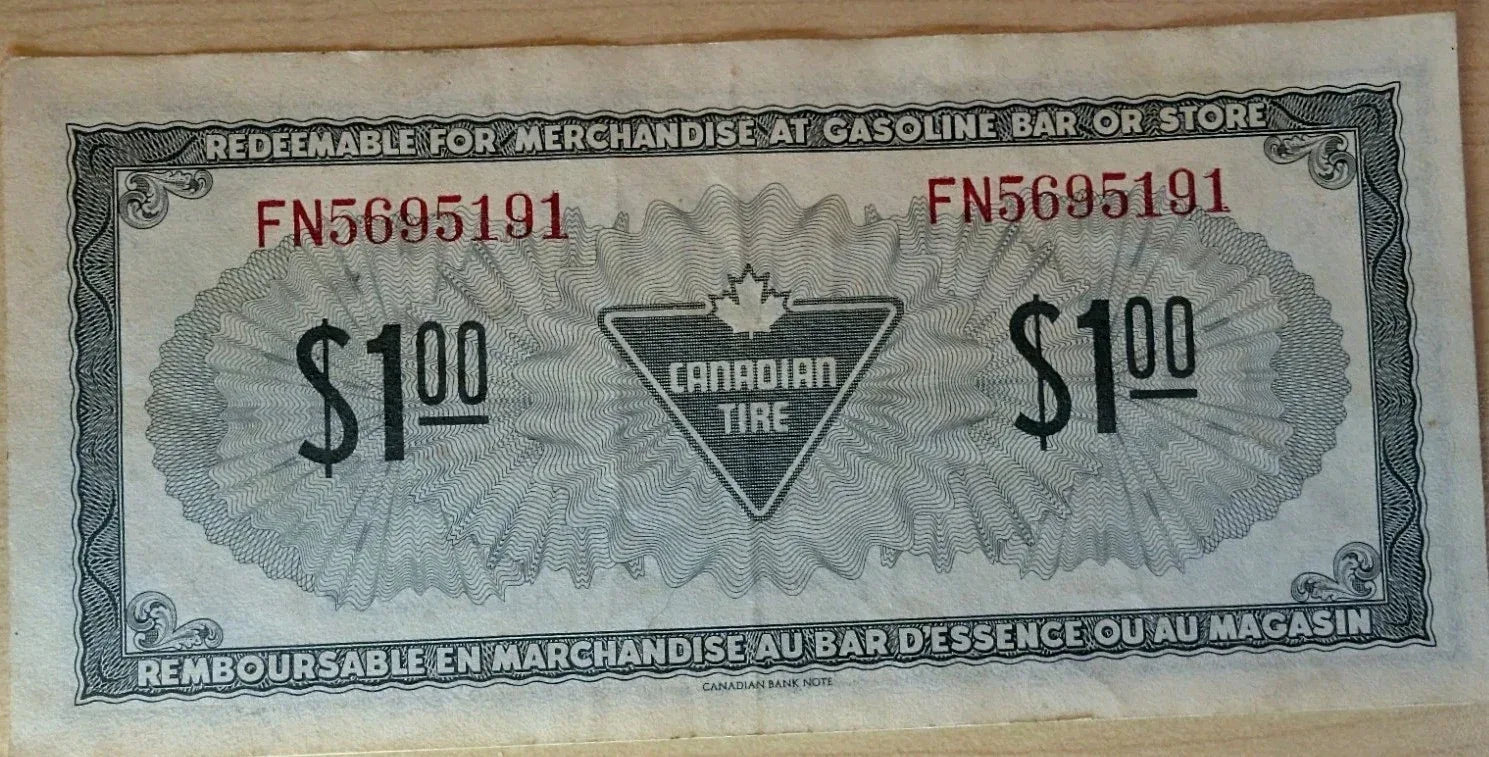 REDEEMABLE FOR MERCHANDISE AT GASOLINE BAR OR STORE
FN5695191 FN5695191
$1.00 CANADIAN TIRE $1.00
REMBOURSABLE EN MARCHANDISE AU BAR D'ESSENCE OU AU MAGASIN
CANADIAN BANK NOTE